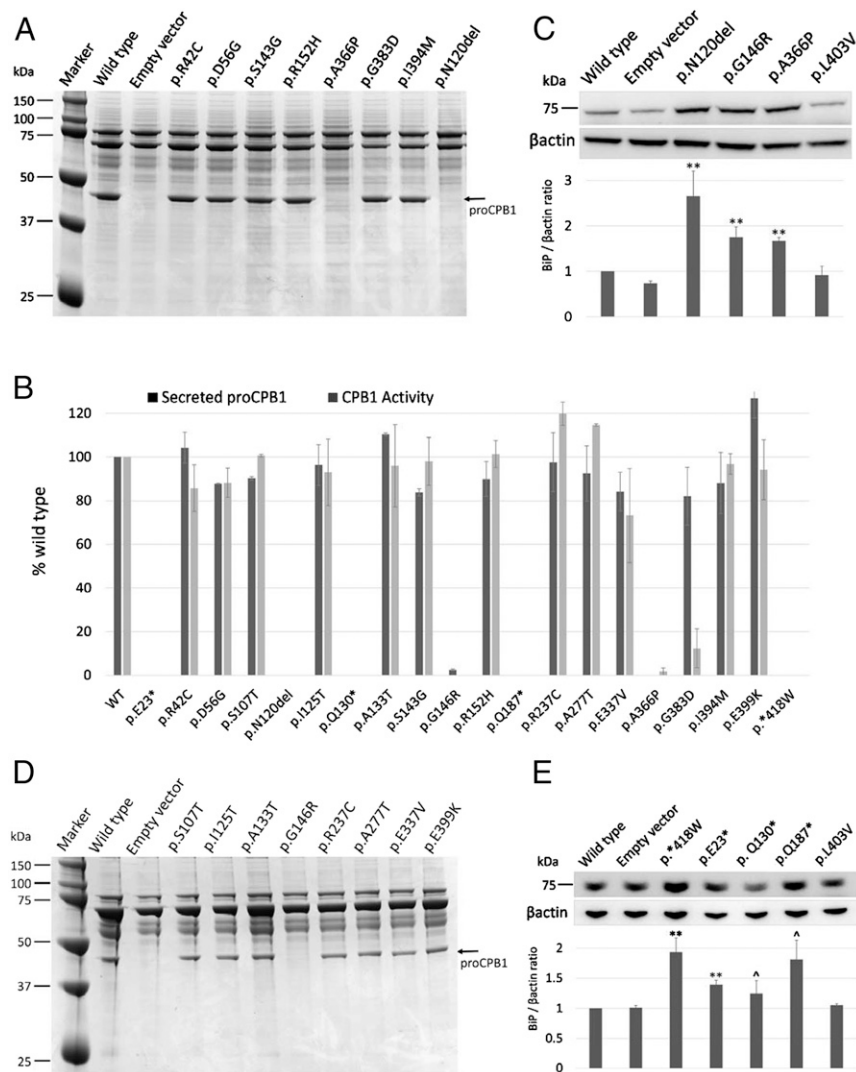 A
kDa
Marker
Wild type
Empty vector
p.R42C
p.D56G
p.S143G
p.R152H
p.A366P
p.G383D
p.I394M
p.N120del
150
100
75
50
37
25
proCPB1
C
Wild type
Empty vector
p.N120del
p.G146R
p.A366P
p.L403V
kDa
75
βactin
BiP / βactin ratio
3
2
1
0
**
**
**
B
Secreted proCPB1
CPB1 Activity
% wild type
120
100
80
60
40
20
0
WT
p.E23*
p.R42C
p.D56G
p.S107T
p.N120del
p.I125T
p.Q130*
p.A133T
p.S143G
p.G146R
p.R152H
p.Q187*
p.R237C
p.A277T
p.E337V
p.A366P
p.G383D
p.I394M
p.E399K
p.*418W
D
kDa
Marker
Wild type
Empty vector
p.S107T
p.I125T
p.A133T
p.G146R
p.R237C
p.A277T
p.E337V
p.E399K
150
100
75
50
37
25
proCPB1
E
Wild type
Empty vector
p.*418W
p.E23*
p.Q130*
p.Q187*
p.L403V
kDa
75
βactin
BiP / βactin ratio
2
1.5
1
0.5
0
**
**
^
^